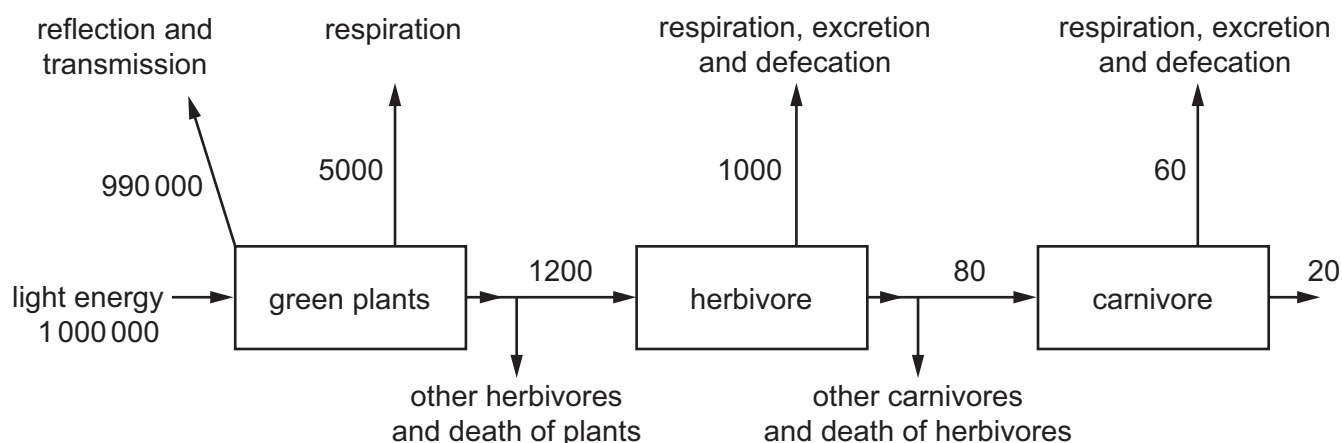 reflection and
transmission
respiration
respiration, excretion
and defecation
respiration, excretion
and defecation
990 000
5000
1000
60
light energy
1 000 000
green plants
1200
herbivore
80
carnivore
20
other herbivores
and death of plants
other carnivores
and death of herbivores